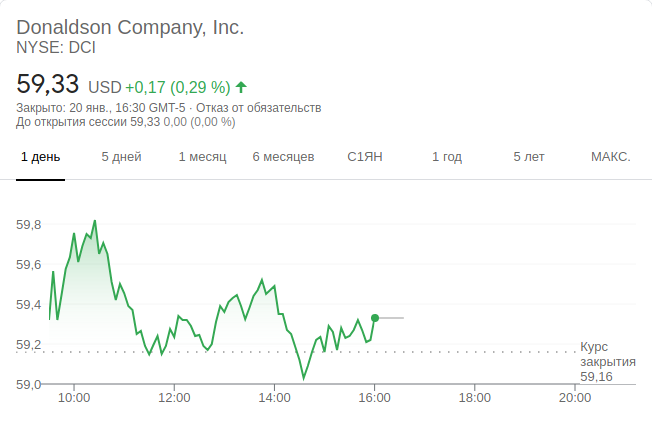 Donaldson Company, Inc.
NYSE: DCI
59,33 USD +0,17 (0,29 %)
Закрыто: 20 янв., 16:30 GMT-5 · Отказ от обязательств
До открытия сессии 59,33 0,00 (0,00 %)
1 день 5 дней 1 месяц 6 месяцев С1ЯН 1 год 5 лет МАКС.
59,8
59,6
59,4
59,2
Курс
закрытия
59,16
59,0
10:00 12:00 14:00 16:00 18:00 20:00